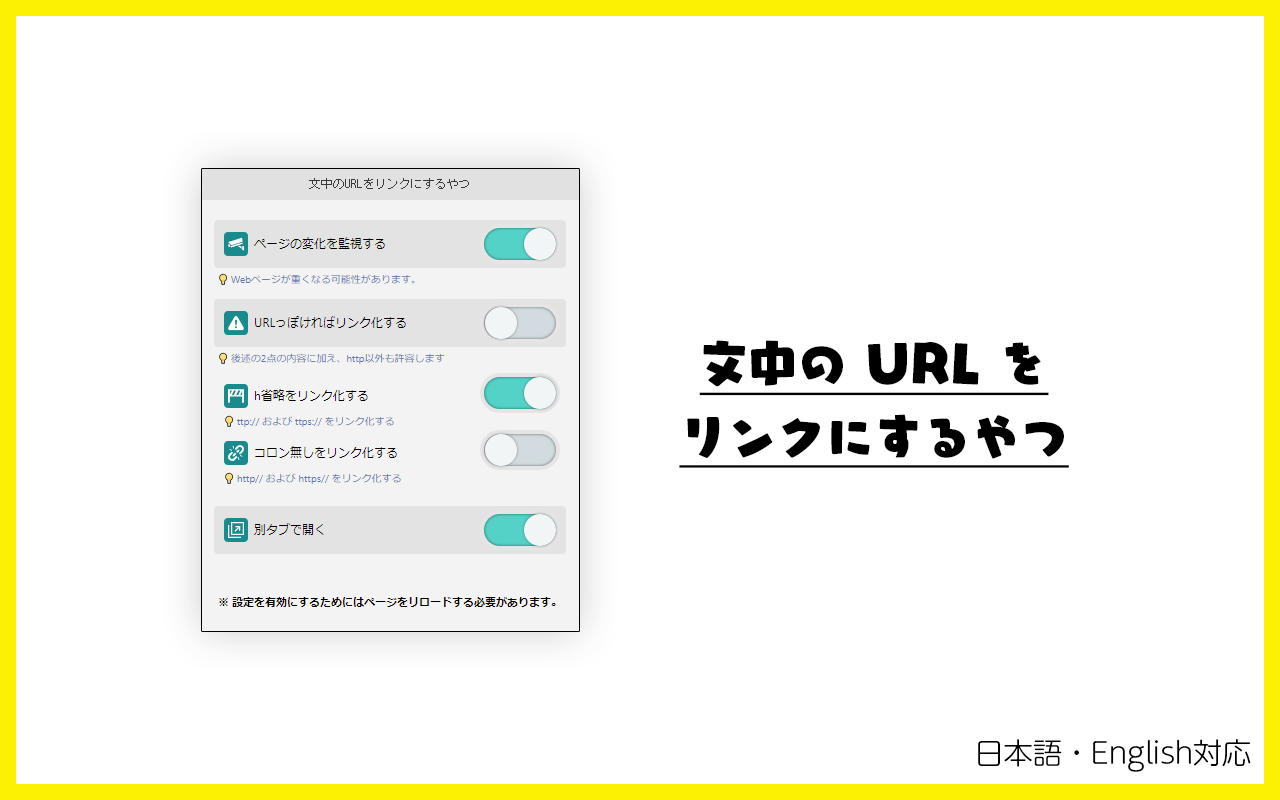 文中のURLをリンクにするやつ
ページの変化を監視する
Webページが重くなる可能性があります。
URLっぽければリンク化する
後述の2点の内容に加え、http以外も許容します
h省略をリンク化する
ttp:// および ttps:// をリンク化する
コロン無しをリンク化する
http// および https// をリンク化する
別タブで開く
※ 設定を有効にするためにはページをリロードする必要があります。
文中の URL を
リンクにするやつ
日本語・English対応